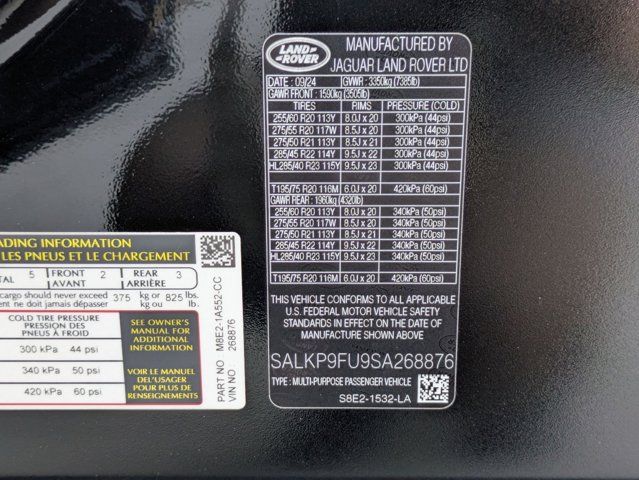 LAND
ROVER
MANUFACTURED BY
JAGUAR LAND ROVER LTD
DATE : 09/24 GVWR : 3350kg (7385lb)
GAWR FRONT : 1590kg (3505lb)
TIRES RIMS PRESSURE (COLD)
255/60 R20 113Y 8.0J x 20 300kPa (44psi)
275/55 R20 117W 8.5J x 20 300kPa (44psi)
275/50 R21 113Y 8.5J x 21 300kPa (44psi)
285/45 R22 114Y 9.5J x 22 300kPa (44psi)
HL285/40 R23 115Y 9.5J x 23 300kPa (44psi)
T195/75 R20 116M 6.0J x 20 420kPa (60psi)
GAWR REAR : 1960kg (4320lb)
255/60 R20 113Y 8.0J x 20 340kPa (50psi)
275/55 R20 117W 8.5J x 20 340kPa (50psi)
275/50 R21 113Y 8.5J x 21 340kPa (50psi)
285/45 R22 114Y 9.5J x 22 340kPa (50psi)
HL285/40 R23 115Y 9.5J x 23 340kPa (50psi)
T195/75 R20 116M 6.0J x 20 420kPa (60psi)
THIS VEHICLE CONFORMS TO ALL APPLICABLE
U.S. FEDERAL MOTOR VEHICLE SAFETY
STANDARDS IN EFFECT ON THE DATE OF
MANUFACTURE SHOWN ABOVE
SALKP9FU9SA268876
TYPE : MULTI-PURPOSE PASSENGER VEHICLE
S8E2-1532-LA
ADING INFORMATION
LES PNEUS ET LE CHARGEMENT
TAL 5 FRONT 2 REAR 3
AVANT ARRIÈRE
cargo should never exceed 375 kg or 825 lbs.
ent ne doit jamais dépasser kg ou lb.
COLD TIRE PRESSURE
PRESSION DES
PNEUS À FROID
300 kPa 44 psi
340 kPa 50 psi
420 kPa 60 psi
SEE OWNER'S
MANUAL FOR
ADDITIONAL
INFORMATION
VOIR LE MANUEL
DE L'USAGER
POUR PLUS DE
RENSEIGNEMENTS
PART NO M8E2-1A552-CC
VIN NO 268876